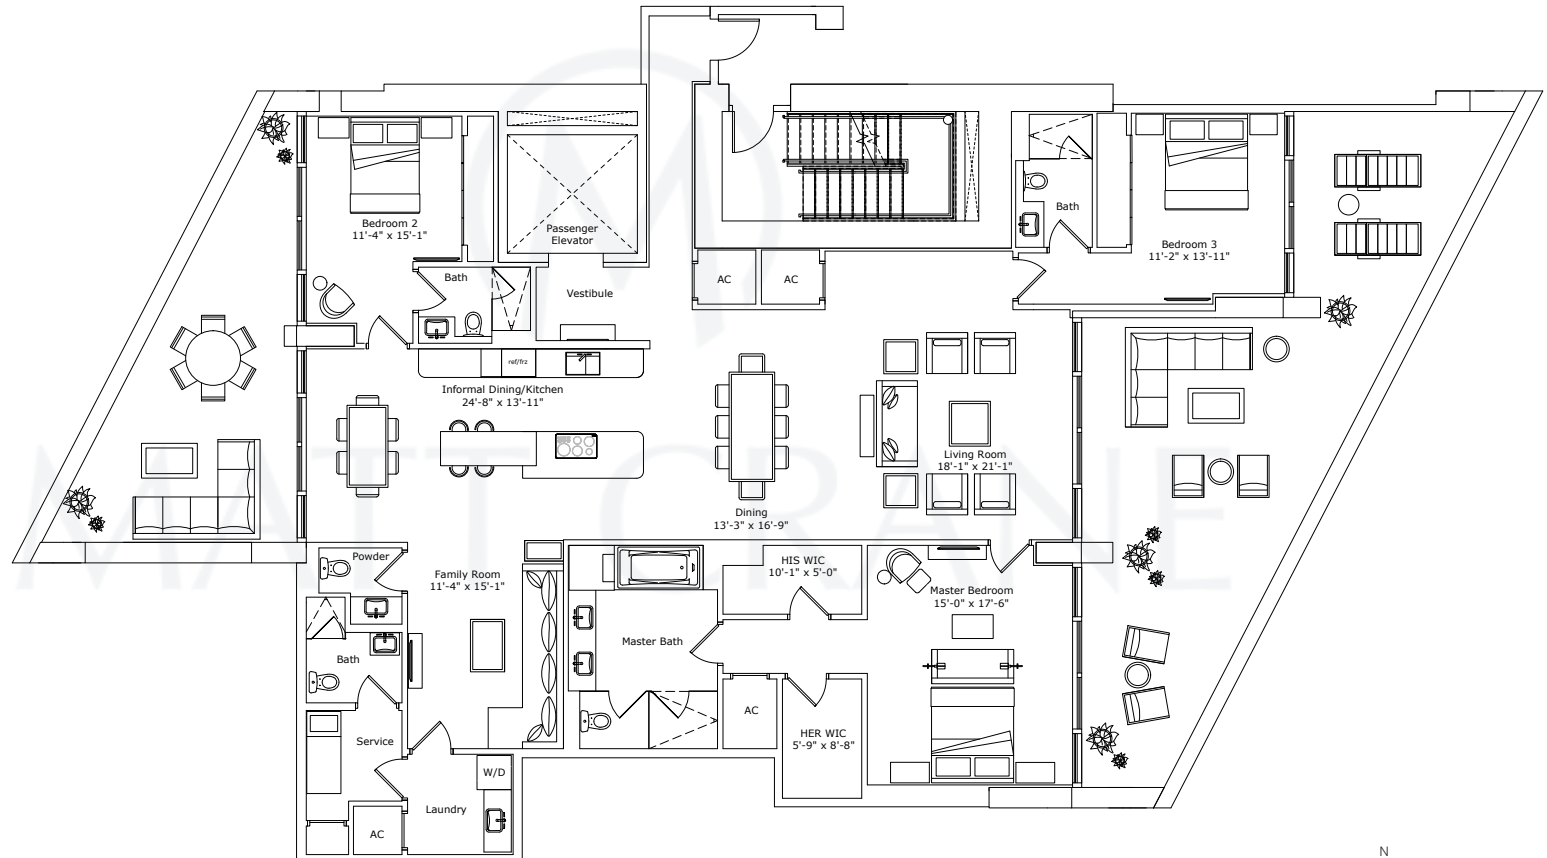 Bedroom 2
11'-4" x 15'-1"
Passenger
Elevator
Bath
Vestibule
AC
AC
Bath
Bedroom 3
11'-2" x 13'-11"
ref/frz
Informal Dining/Kitchen
24'-8" x 13'-11"
Living Room
18'-1" x 21'-1"
Dining
13'-3" x 16'-9"
MATT CRANE
Powder
Family Room
11'-4" x 15'-1"
HIS WIC
10'-1" x 5'-0"
Master Bedroom
15'-0" x 17'-6"
Master Bath
Bath
AC
HER WIC
5'-9" x 8'-8"
Service
W/D
Laundry
AC
N